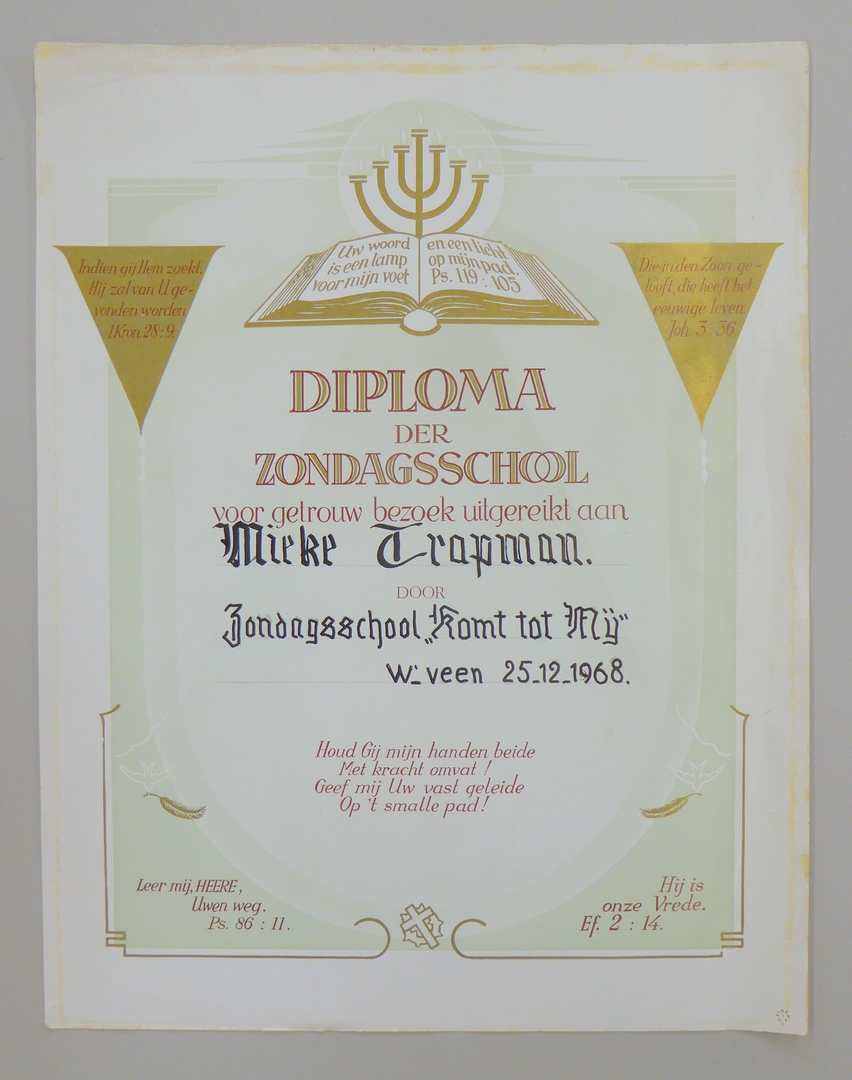 Uw woord
is een lamp
voor mijn voet
en een licht
op mijn pad.
Ps. 119 : 105
Indien gij Hem zoekt,
Hij zal van U ge-
vonden worden
1 Kron. 28:9.
Die in den Zoon ge-
looft, die heeft het
eeuwige leven.
Joh. 3:36
DIPLOMA
DER
ZONDAGSSCHOOL
voor getrouw bezoek uitgereikt aan
Mieke Trapman.
DOOR
Zondagsschool „Komt tot Mij"
W-veen 25-12-1968.
Houd Gij mijn handen beide
Met kracht omvat !
Geef mij Uw vast geleide
Op 't smalle pad !
Leer mij, HEERE,
Uwen weg.
Ps. 86 : 11.
Hij is
onze Vrede.
Ef. 2 : 14.